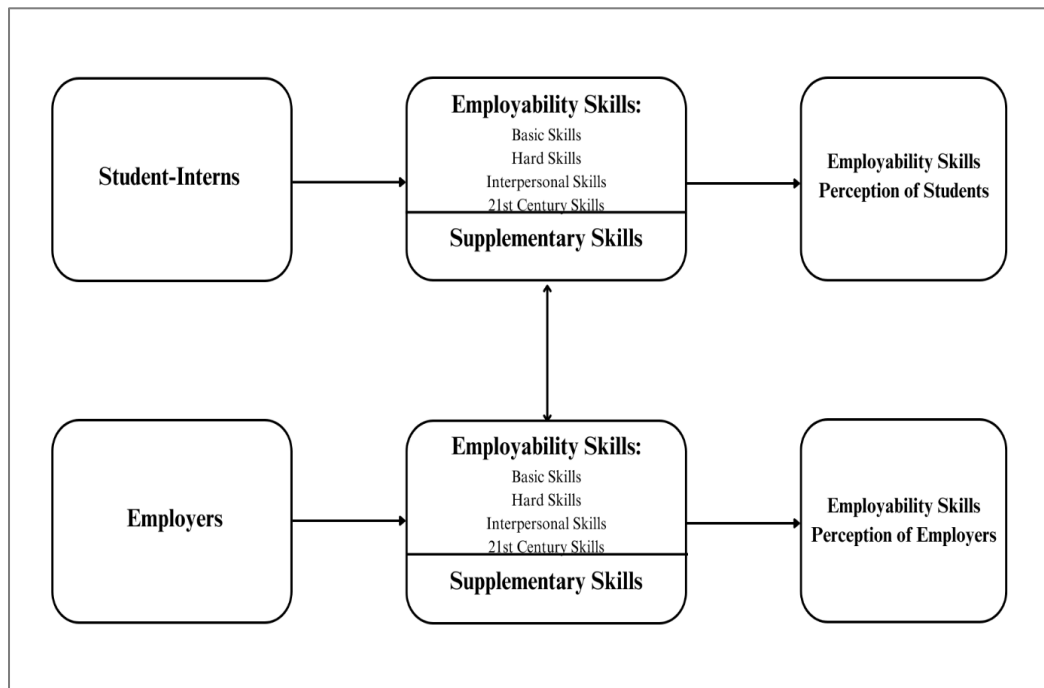 Student-Interns
Employability Skills:
Basic Skills
Hard Skills
Interpersonal Skills
21st Century Skills
Supplementary Skills
Employability Skills
Perception of Students
Employers
Employability Skills:
Basic Skills
Hard Skills
Interpersonal Skills
21st Century Skills
Supplementary Skills
Employability Skills
Perception of Employers